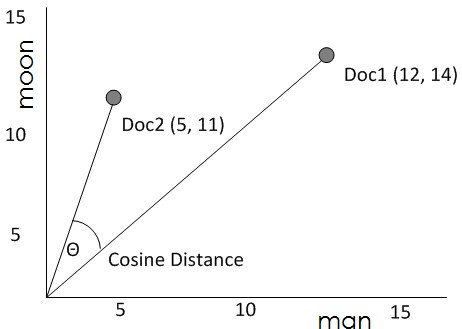 15
moon
Doc1 (12, 14)
Doc2 (5, 11)
10
5
Θ
Cosine Distance
5
10
15
man